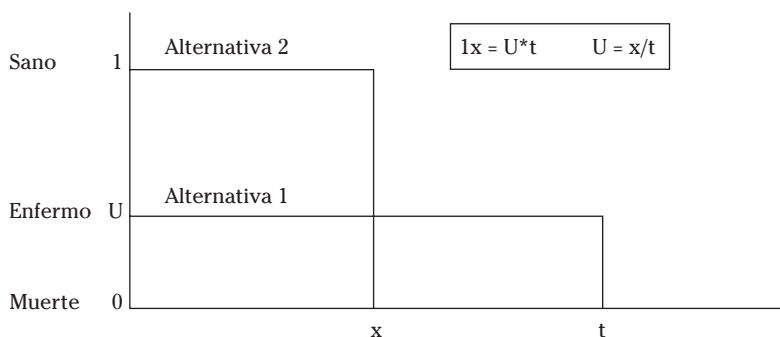 Alternativa 2
1x = U*t U = x/t
Sano 1
Alternativa 1
Enfermo U
Muerte 0
x t